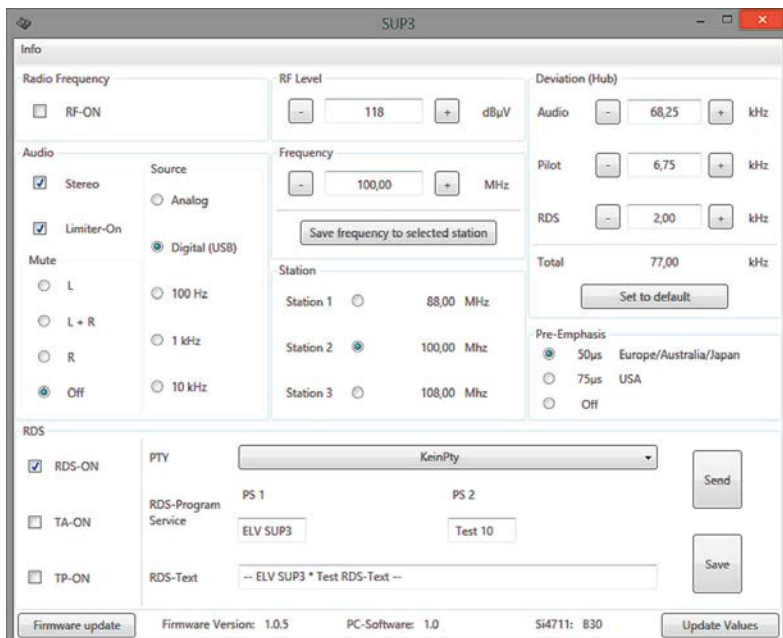 SUP3
Info
Radio Frequency
RF-ON
RF Level
- 118 + dBµV
Deviation (Hub)
Audio - 68,25 + kHz
Pilot - 6,75 + kHz
RDS - 2,00 + kHz
Total 77,00 kHz
Set to default
Audio
Stereo
Limiter-On
Mute
L
L + R
R
Off
Source
Analog
Digital (USB)
100 Hz
1 kHz
10 kHz
Frequency
- 100,00 + MHz
Save frequency to selected station
Station
Station 1 88,00 MHz
Station 2 100,00 Mhz
Station 3 108,00 Mhz
Pre-Emphasis
50µs Europe/Australia/Japan
75µs USA
Off
RDS
RDS-ON
TA-ON
TP-ON
PTY KeinPty
RDS-Program
Service
PS 1
ELV SUP3
PS 2
Test 10
RDS-Text -- ELV SUP3 * Test RDS-Text --
Send
Save
Firmware update Firmware Version: 1.0.5 PC-Software: 1.0 Si4711: B30 Update Values